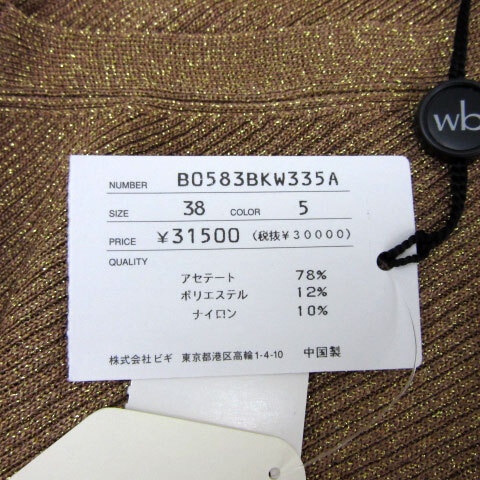 wb
NUMBER BO583BKW335A
SIZE 38 COLOR 5
PRICE ¥31500 (税抜¥30000)
QUALITY
アセテート 78%
ポリエステル 12%
ナイロン 10%
株式会社ビギ 東京都港区高輪1-4-10 中国製